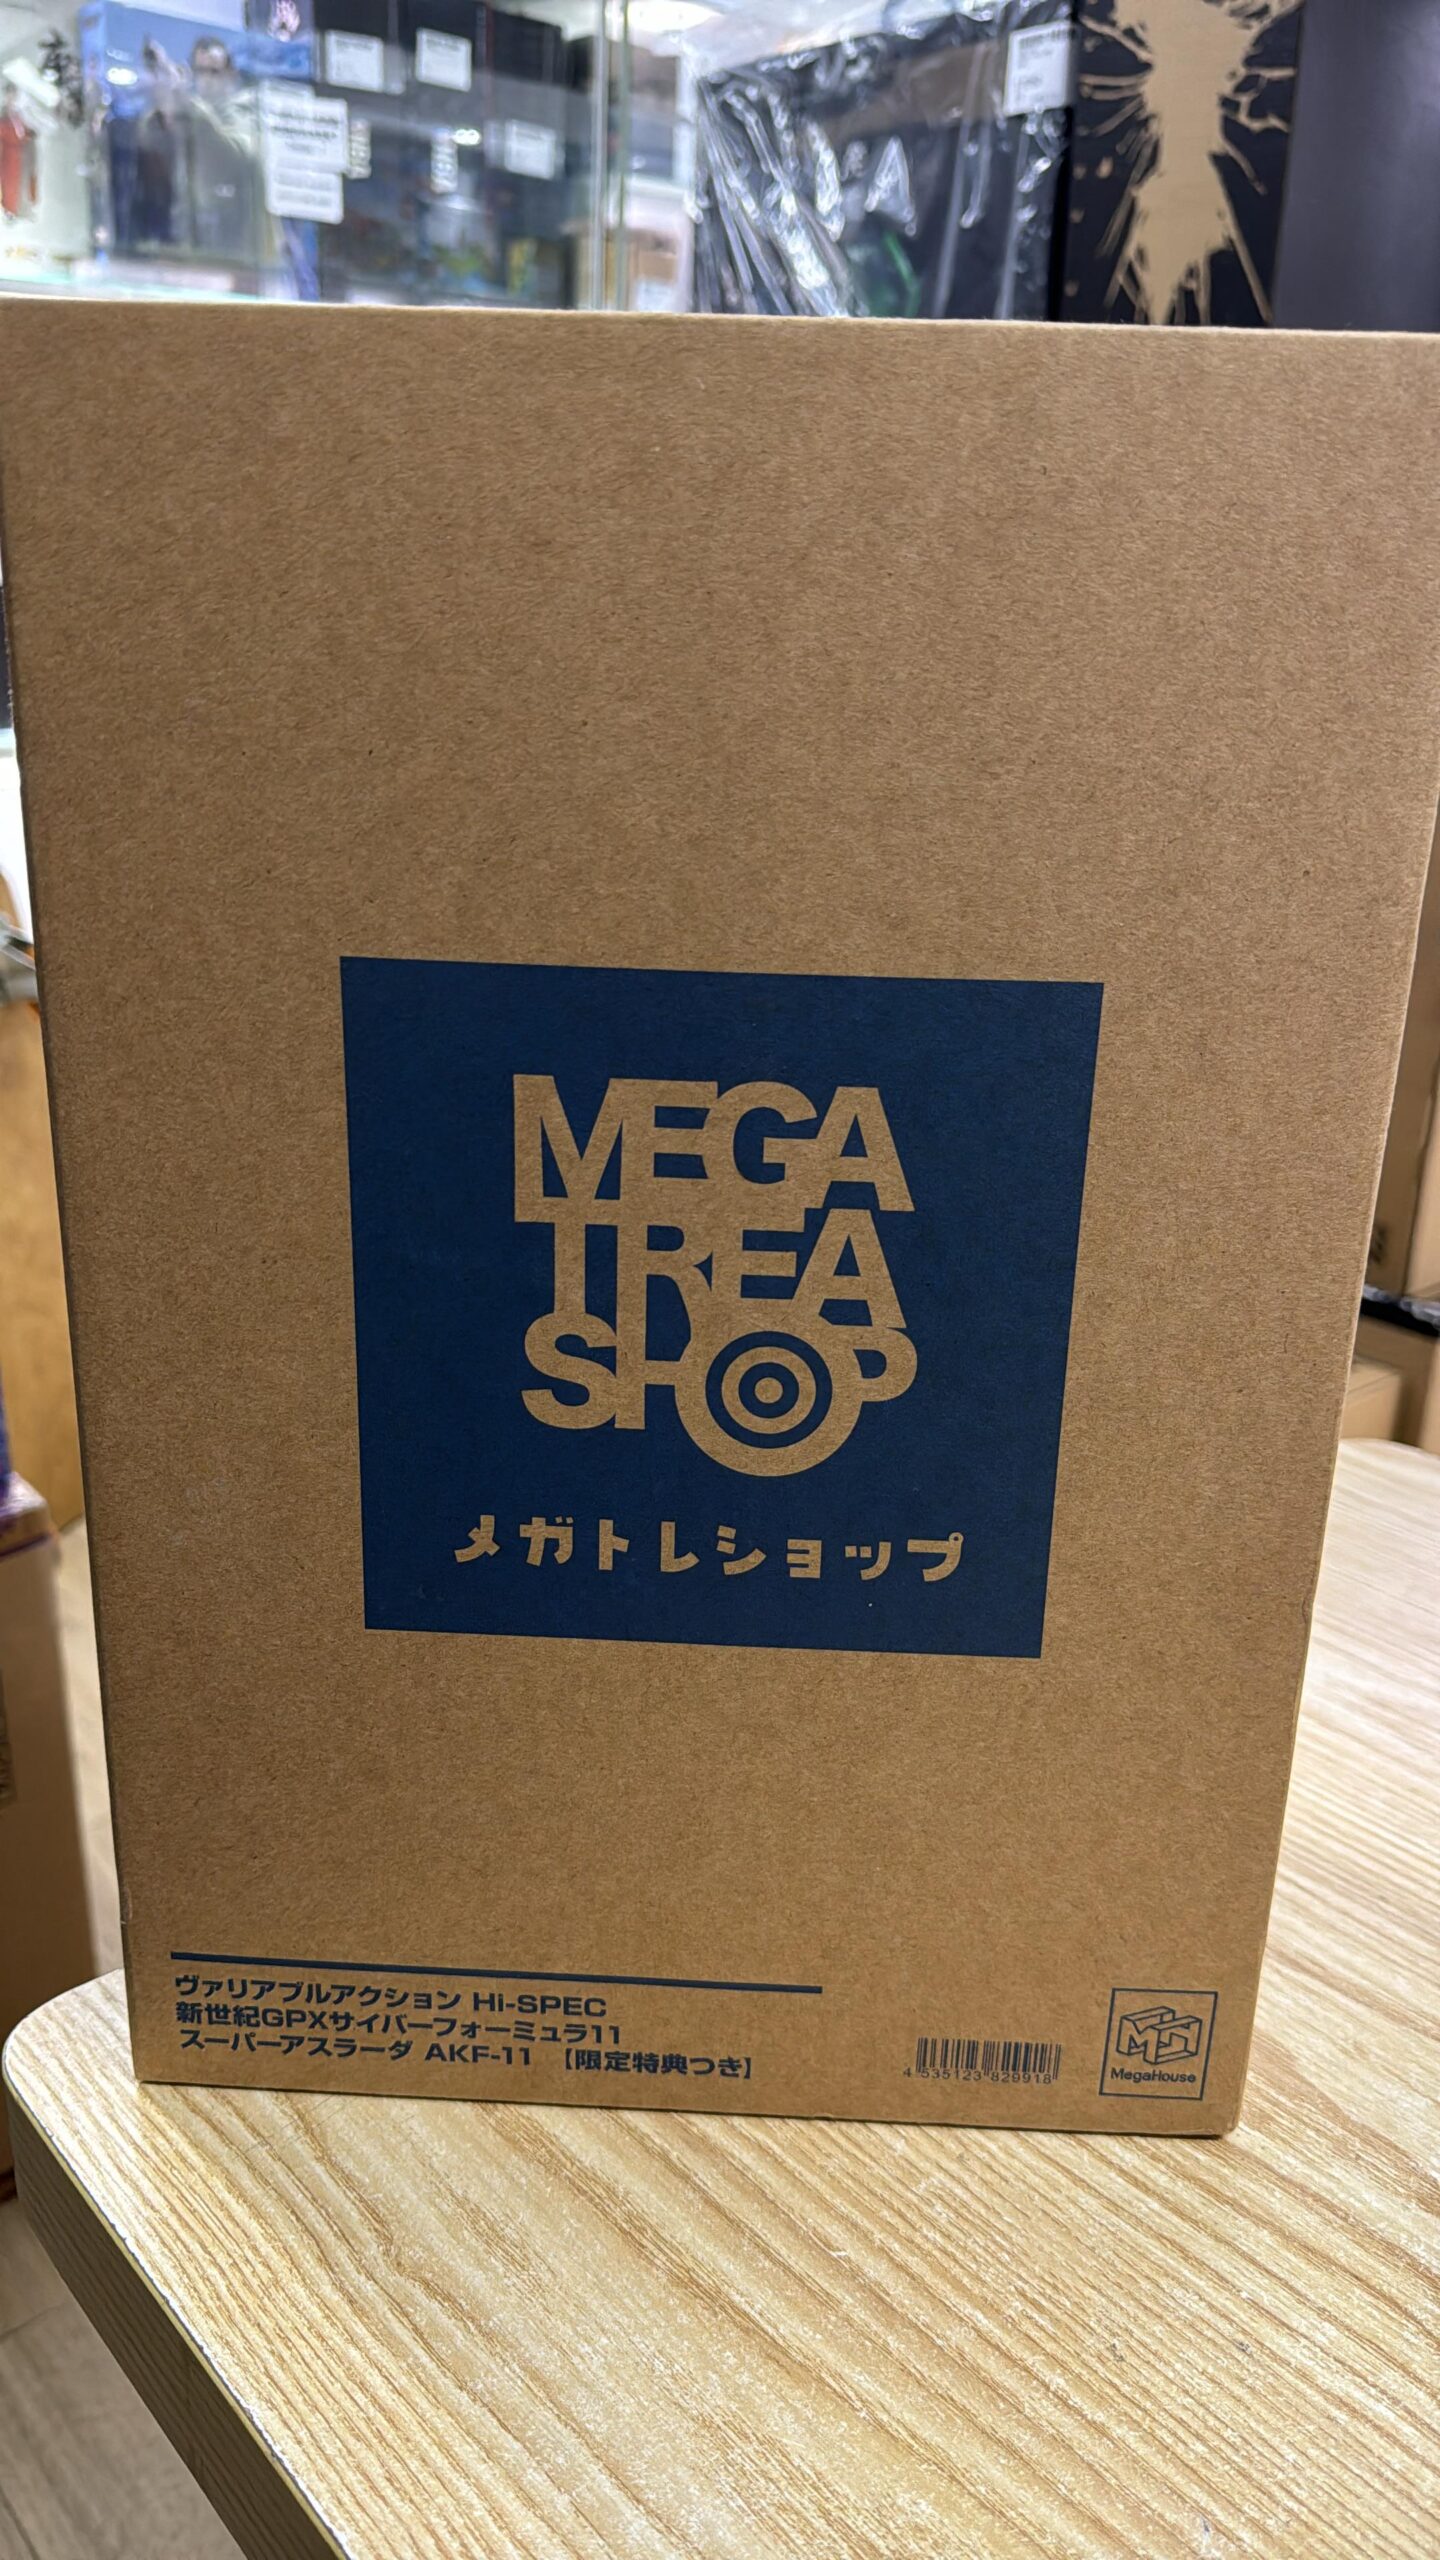 MEGA
TREA
SHOP
メガトレショップ
ヴァリアブルアクション Hi-SPEC
新世紀GPXサイバーフォーミュラ11
スーパーアスラーダ AKF-11 【限定特典つき】
4 535123 829918
MegaHouse